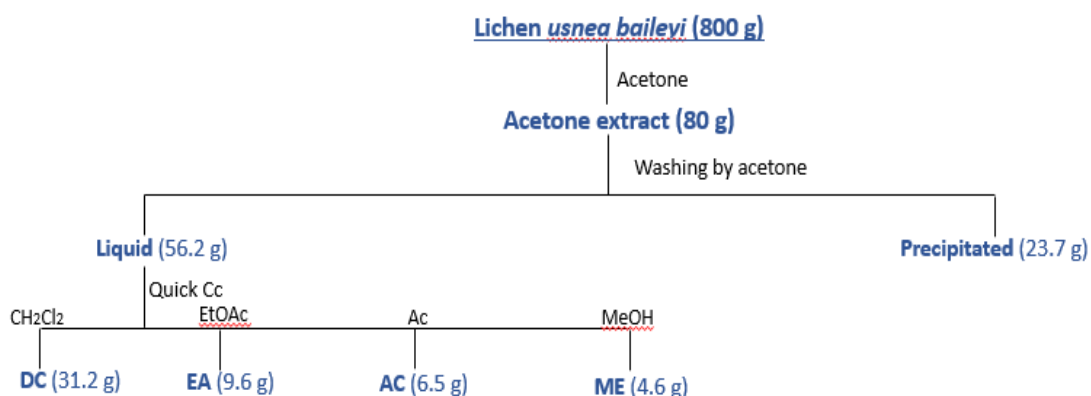 Lichen usnea baileyi (800 g)
Acetone
Acetone extract (80 g)
Washing by acetone
Liquid (56.2 g)
Precipitated (23.7 g)
Quick Cc
CH2Cl2
EtOAc
Ac
MeOH
DC (31.2 g)
EA (9.6 g)
AC (6.5 g)
ME (4.6 g)